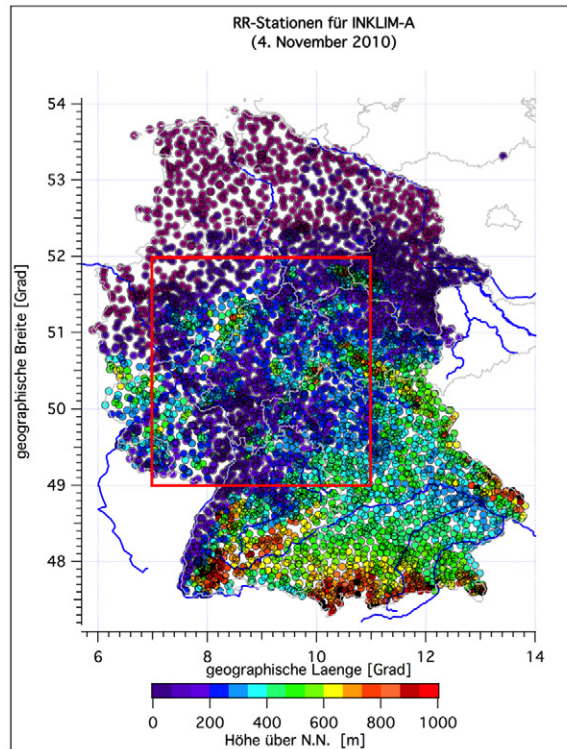 RR-Stationen für INKLIM-A
(4. November 2010)
geographische Breite [Grad]
54
53
52
51
50
49
48
6 8 10 12 14
geographische Laenge [Grad]
0 200 400 600 800 1000
Höhe über N.N. [m]